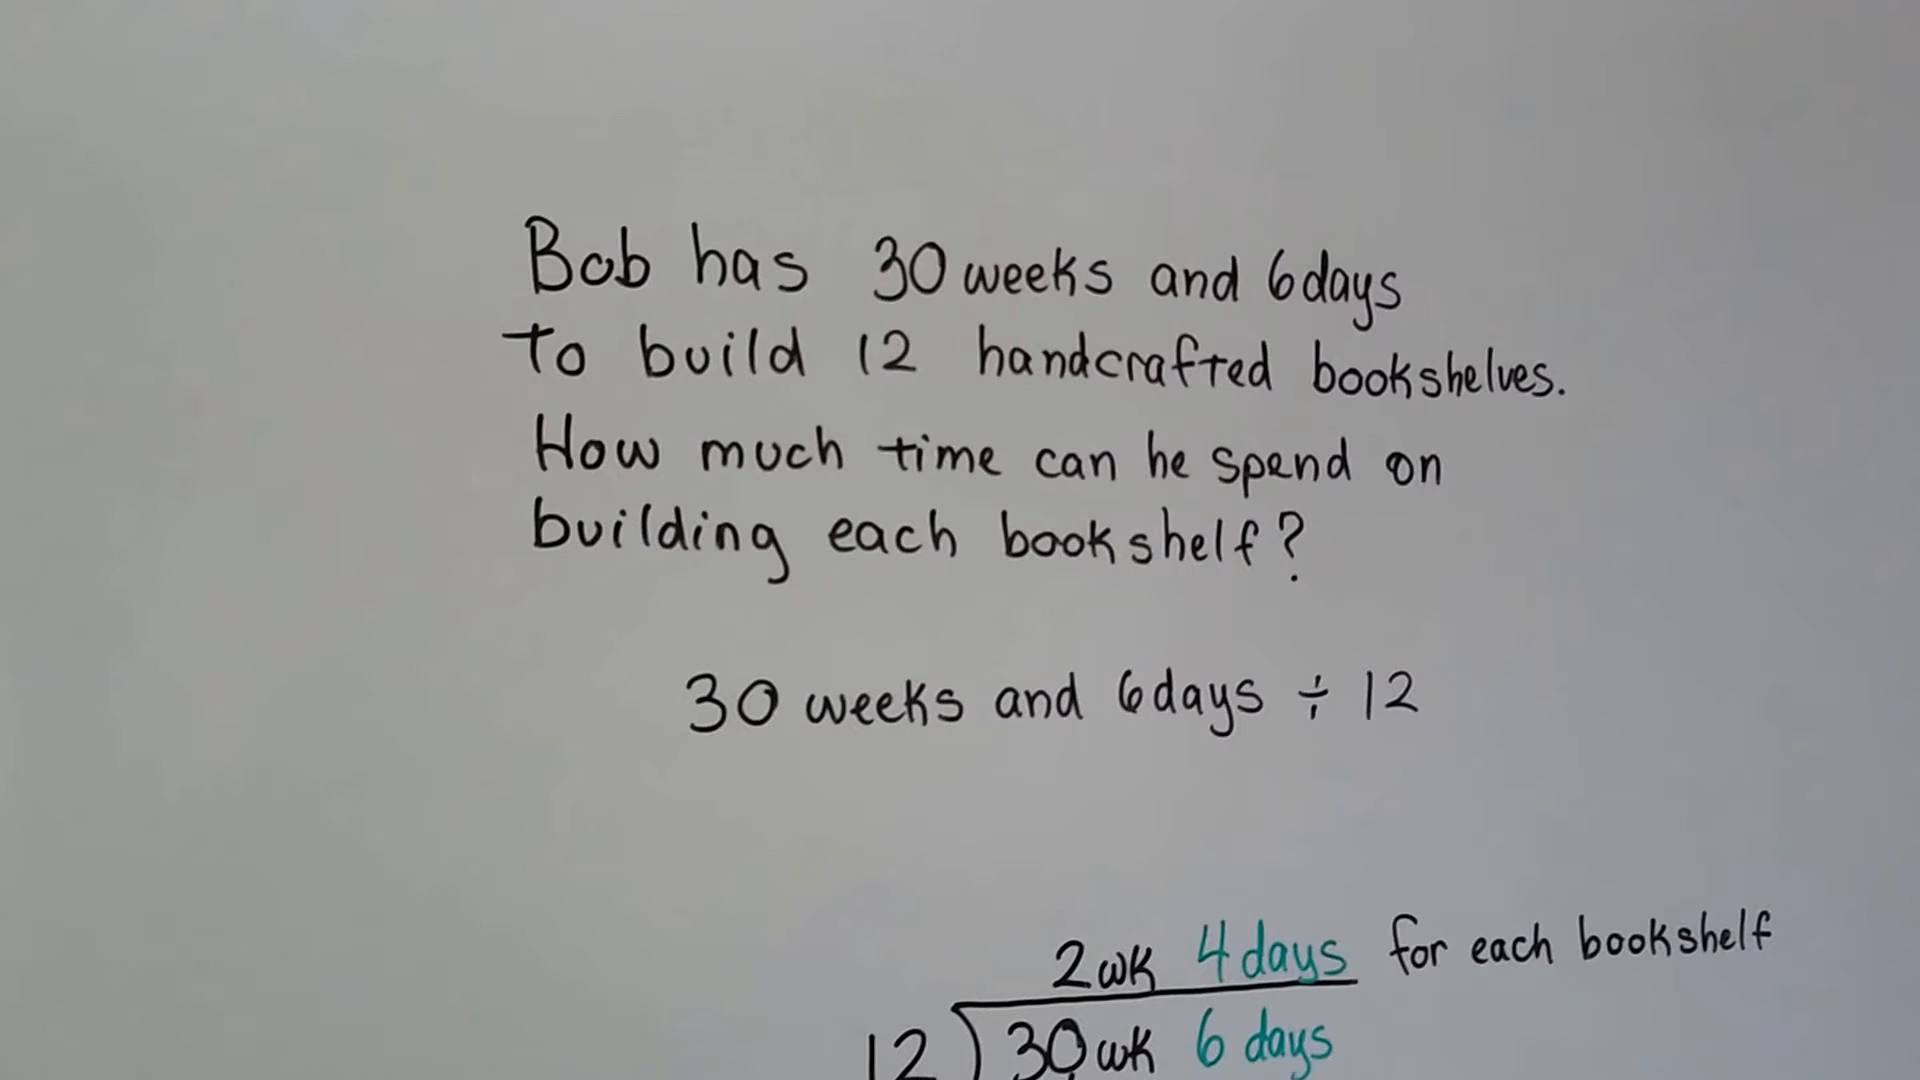 Bob has 30 weeks and 6 days
to build 12 handcrafted bookshelves.
How much time can he spend on
building each bookshelf?
30 weeks and 6 days ÷ 12
2 wk 4 days for each bookshelf
12 ) 30 wk 6 days